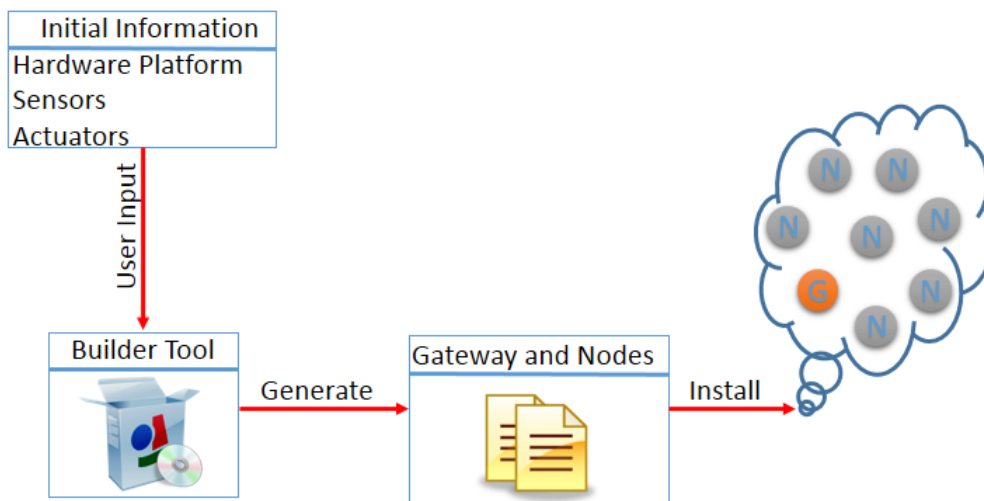 Initial Information
Hardware Platform
Sensors
Actuators
User Input
Builder Tool
Generate
Gateway and Nodes
Install
N N
N N N
G N
N